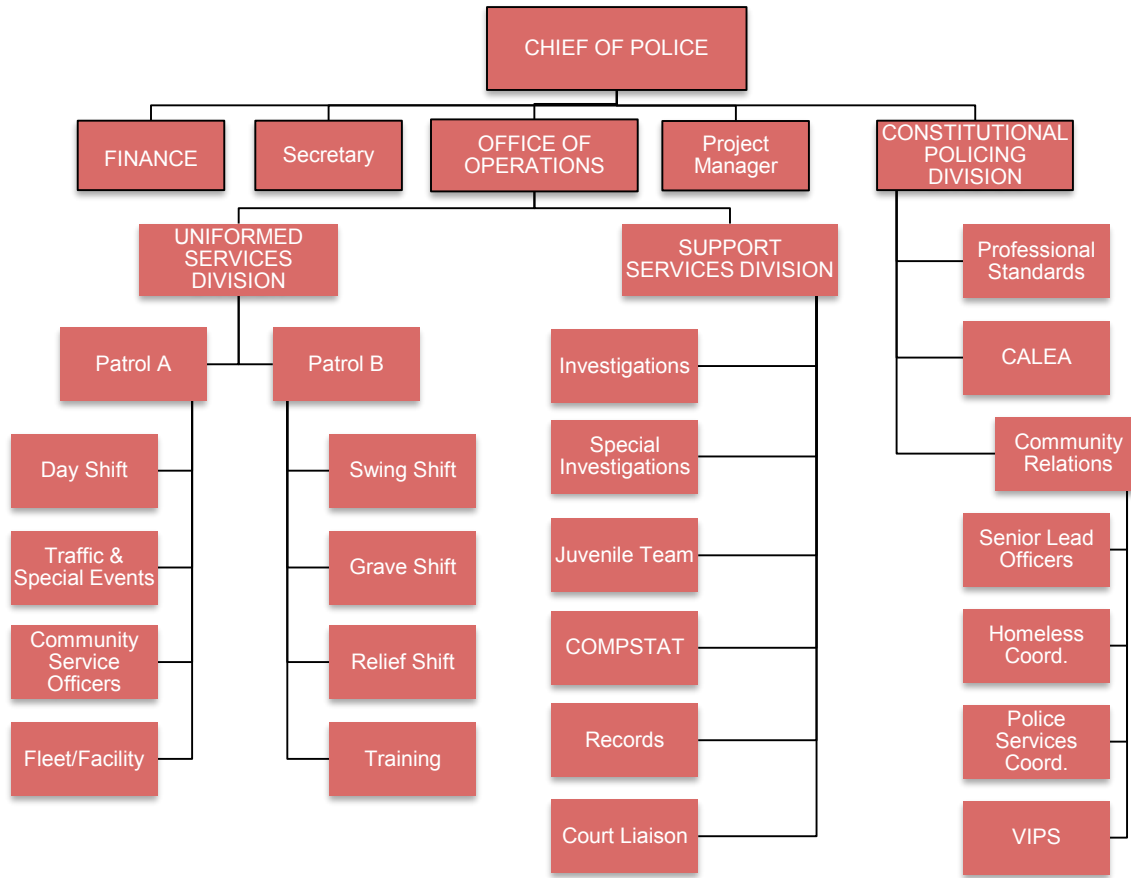 CHIEF OF POLICE
FINANCE
Secretary
OFFICE OF
OPERATIONS
Project
Manager
CONSTITUTIONAL
POLICING
DIVISION
UNIFORMED
SERVICES
DIVISION
SUPPORT
SERVICES DIVISION
Patrol A
Patrol B
Day Shift
Traffic &
Special Events
Community
Service
Officers
Fleet/Facility
Swing Shift
Grave Shift
Relief Shift
Training
Investigations
Special
Investigations
Juvenile Team
COMPSTAT
Records
Court Liaison
Professional
Standards
CALEA
Community
Relations
Senior Lead
Officers
Homeless
Coord.
Police
Services
Coord.
VIPS